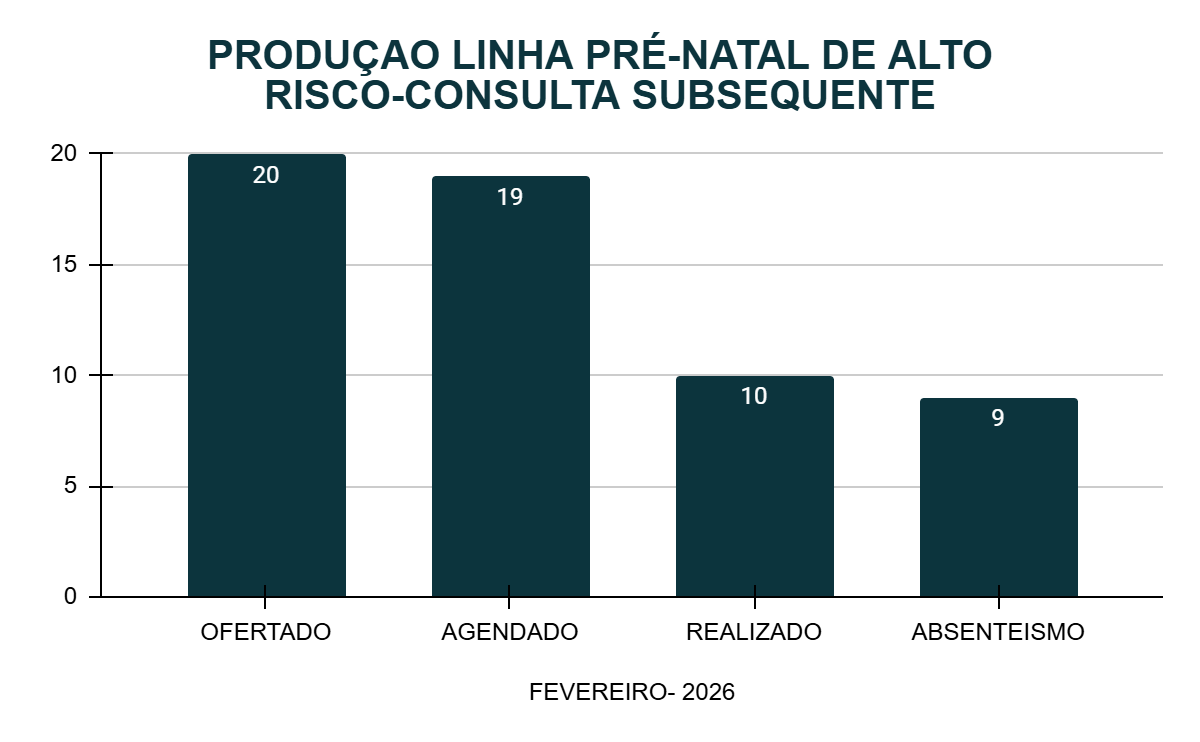 PRODUÇAO LINHA PRÉ-NATAL DE ALTO
RISCO-CONSULTA SUBSEQUENTE
20
15
10
5
0
20
19
10
9
OFERTADO
AGENDADO
REALIZADO
ABSENTEISMO
FEVEREIRO- 2026